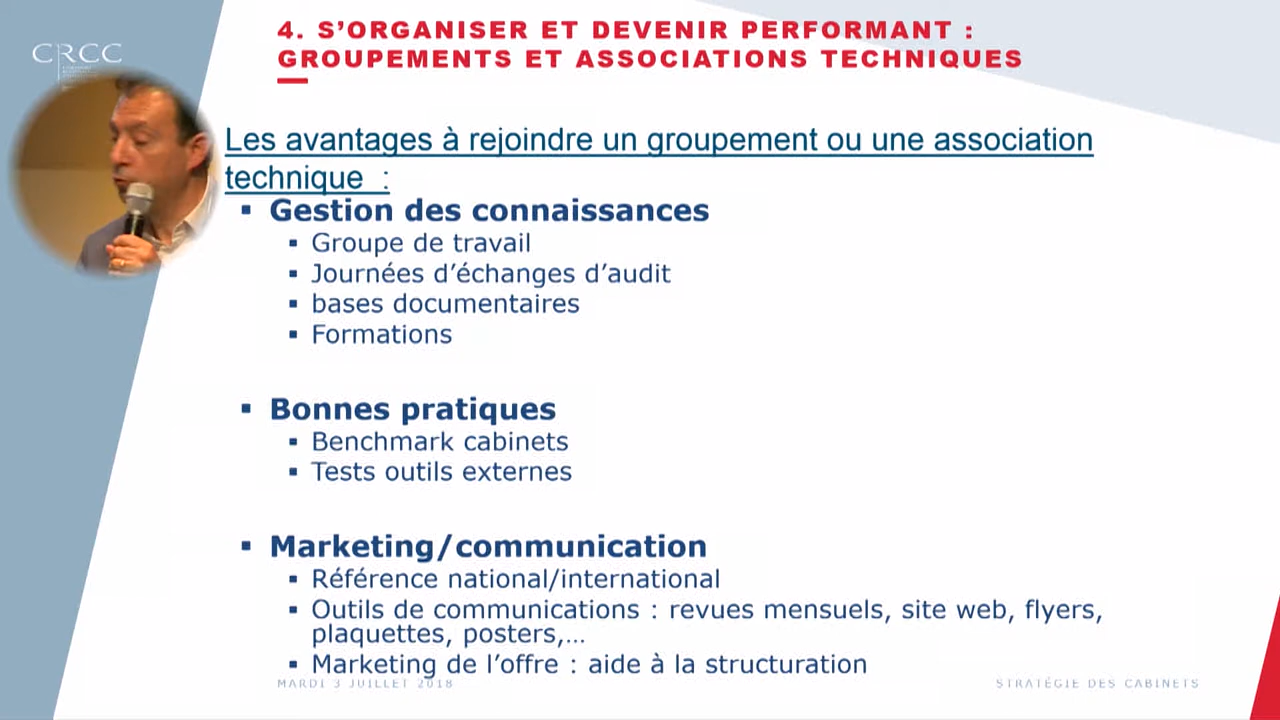 CRCC
4. S'ORGANISER ET DEVENIR PERFORMANT :
GROUPEMENTS ET ASSOCIATIONS TECHNIQUES
Les avantages à rejoindre un groupement ou une association
technique :
▪ Gestion des connaissances
▪ Groupe de travail
▪ Journées d'échanges d'audit
▪ bases documentaires
▪ Formations
▪ Bonnes pratiques
▪ Benchmark cabinets
▪ Tests outils externes
▪ Marketing/communication
▪ Référence national/international
▪ Outils de communications : revues mensuels, site web, flyers,
plaquettes, posters,...
▪ Marketing de l'offre : aide à la structuration
MARDI 3 JUILLET 2018
STRATÉGIE DES CABINETS